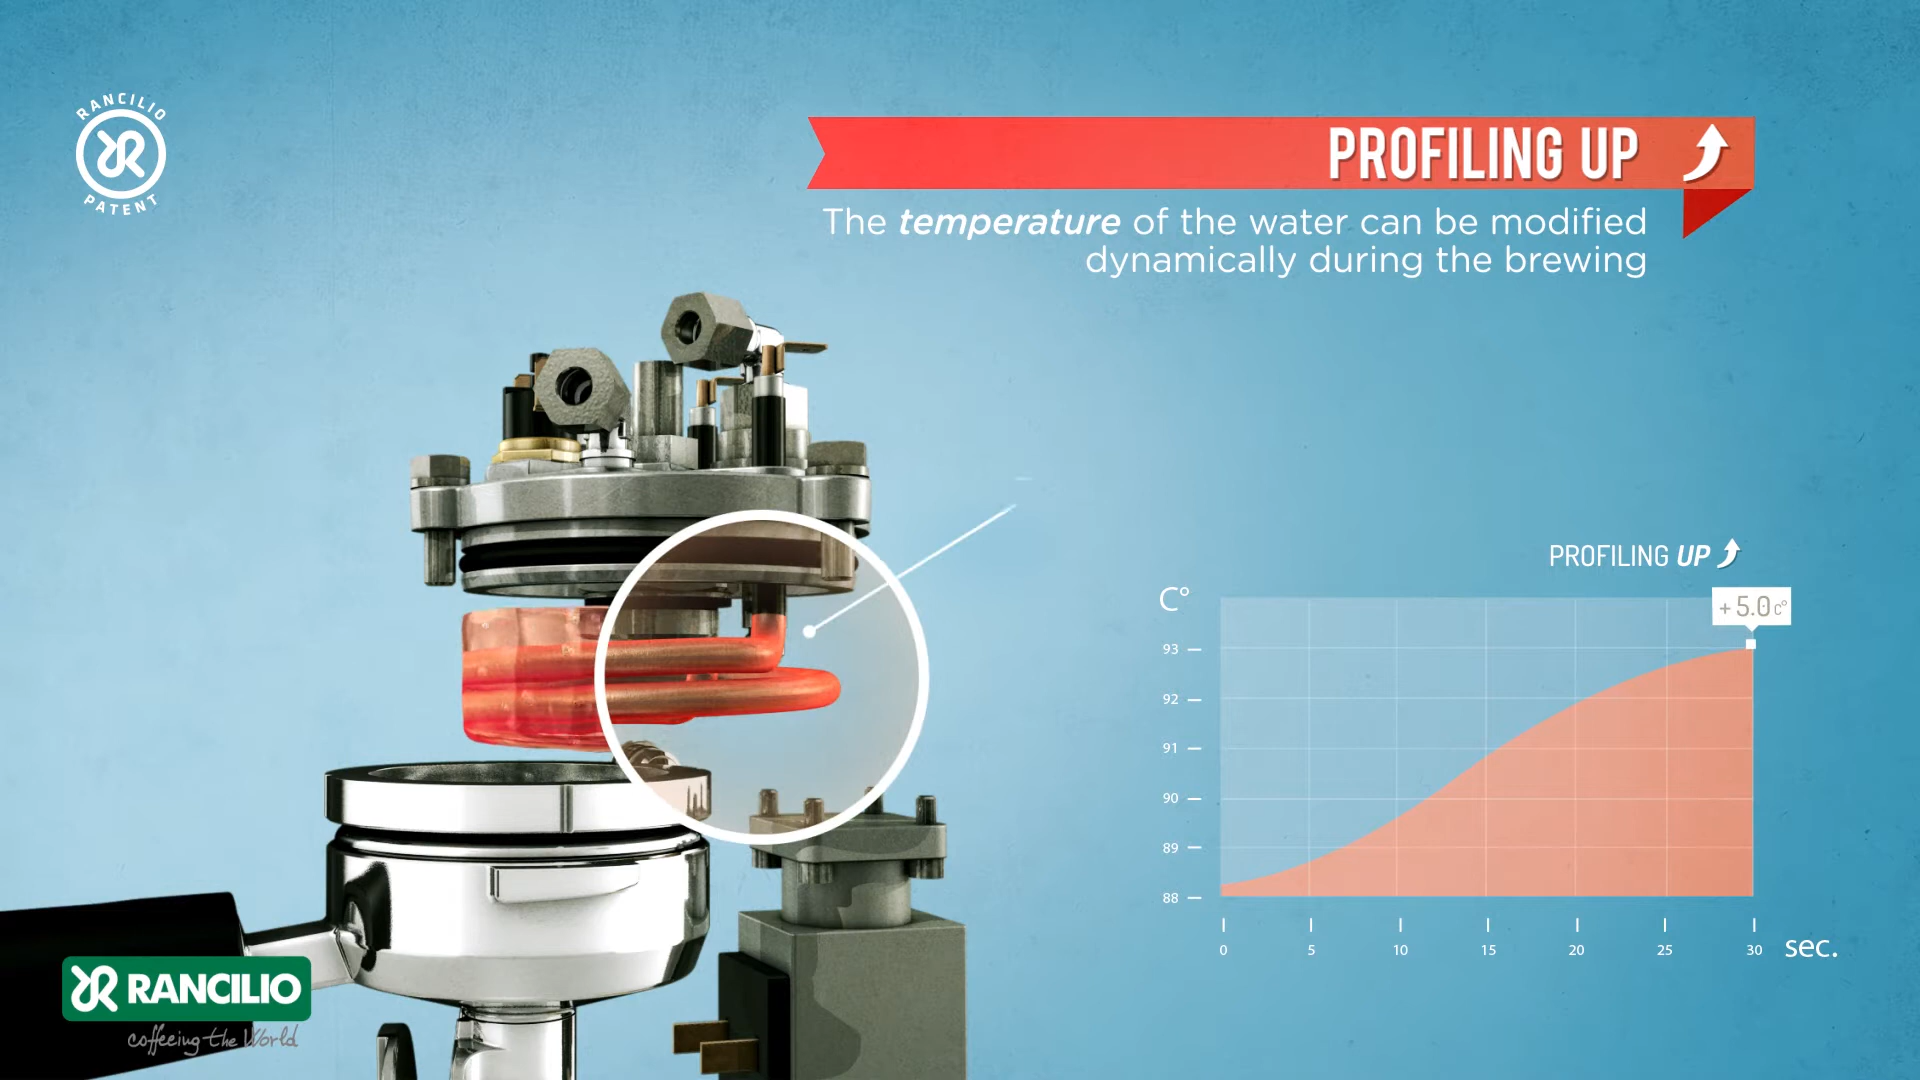 RANCILIO
PATENT
PROFILING UP
The temperature of the water can be modified
dynamically during the brewing
PROFILING UP
C°
+ 5.0 C°
93
92
91
90
89
88
0 5 10 15 20 25 30 sec.
RANCILIO
coffeeing the World